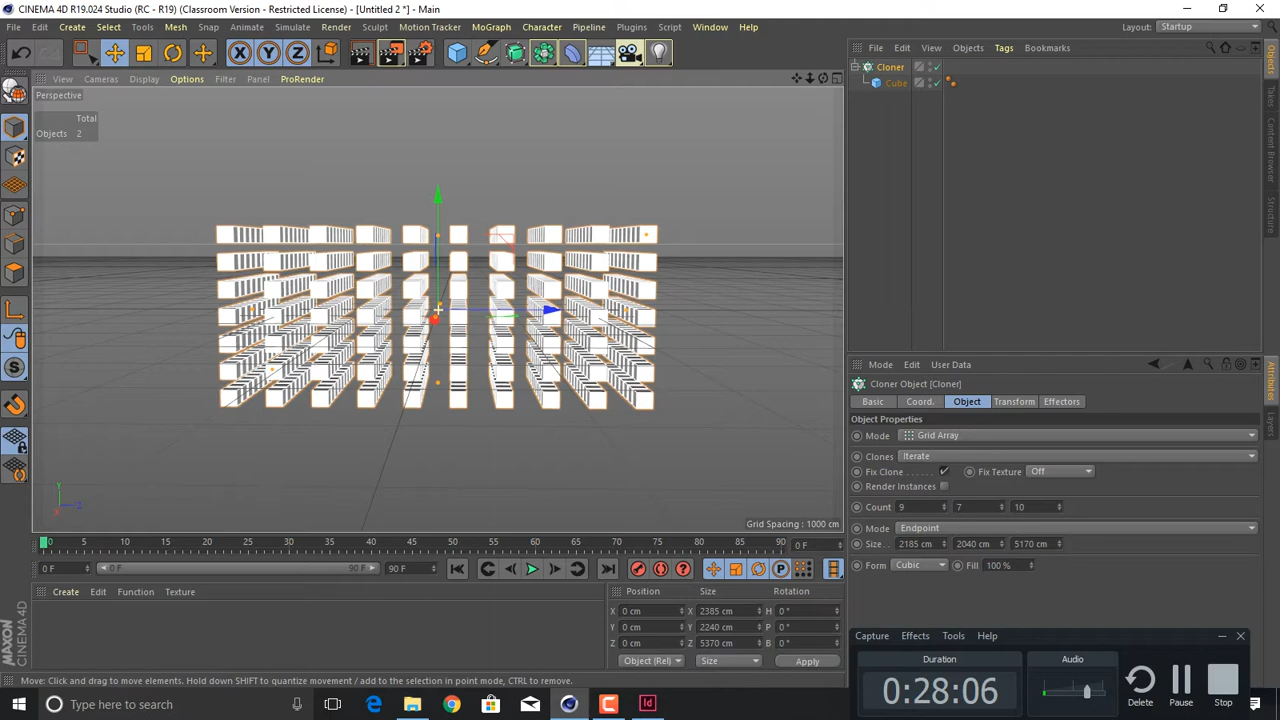 CINEMA 4D R19.024 Studio (RC - R19) (Classroom Version - Restricted License) - [Untitled 2 *] - Main
File Edit Create Select Tools Mesh Snap Animate Simulate Render Sculpt Motion Tracker MoGraph Character Pipeline Plugins Script Window Help
Layout: Startup
X Y Z
File Edit View Objects Tags Bookmarks
View Cameras Display Options Filter Panel ProRender
Perspective
Total
Objects 2
Cloner
Cube
Objects
Takes
Content Browser
Structure
Mode Edit User Data
Cloner Object [Cloner]
Basic Coord. Object Transform Effectors
Object Properties
Mode Grid Array
Clones Iterate
Fix Clone Fix Texture Off
Render Instances
Count 9 7 10
Mode Endpoint
Size 2185 cm 2040 cm 5170 cm
Form Cubic Fill 100 %
Attributes
Layers
Y
Z
X
Grid Spacing : 1000 cm
0 5 10 15 20 25 30 35 40 45 50 55 60 65 70 75 80 85 90 0 F
0 F 0 F 90 F 90 F
Create Edit Function Texture
Position Size Rotation
X 0 cm X 2385 cm H 0 °
Y 0 cm Y 2240 cm P 0 °
Z 0 cm Z 5370 cm B 0 °
Object (Rel) Size Apply
MAXON CINEMA 4D
Move: Click and drag to move elements. Hold down SHIFT to quantize movement / add to the selection in point mode, CTRL to remove.
Capture Effects Tools Help
Duration Audio
0:28:06
Delete Pause Stop
Type here to search